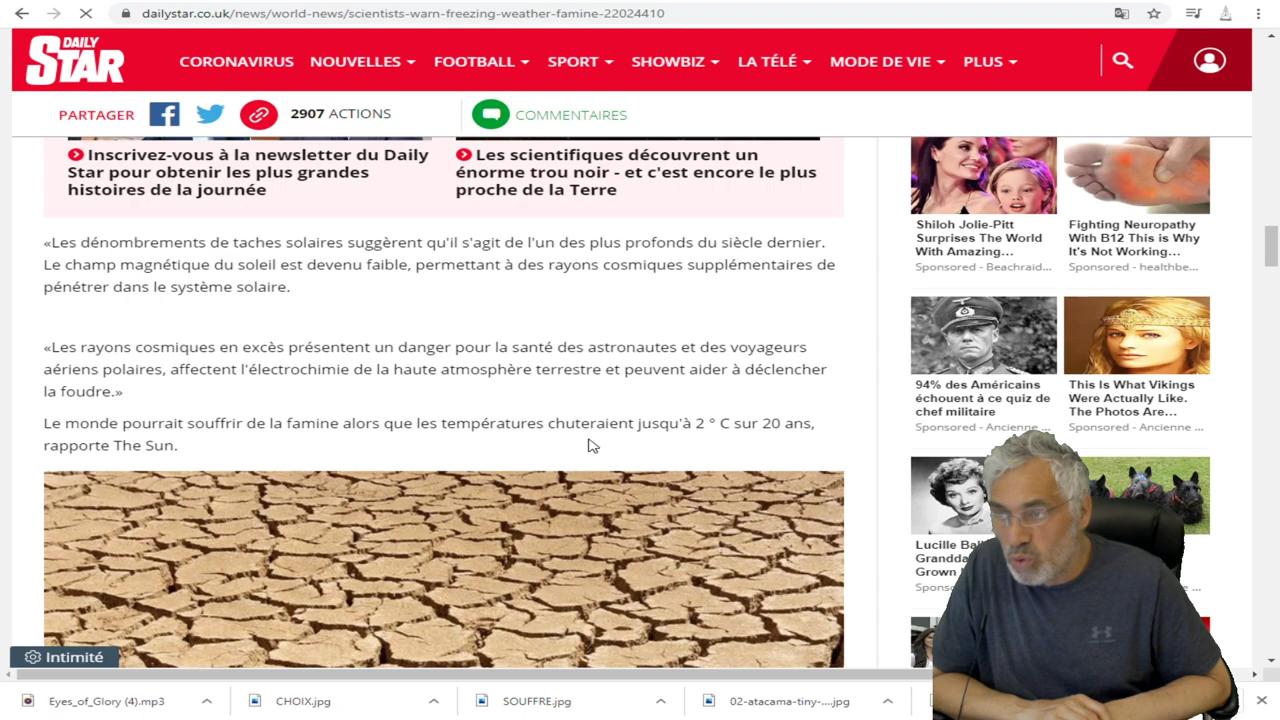 dailystar.co.uk/news/world-news/scientists-warn-freezing-weather-famine-22024410
DAILY
STAR
CORONAVIRUS NOUVELLES FOOTBALL SPORT SHOWBIZ LA TÉLÉ MODE DE VIE PLUS
PARTAGER 2907 ACTIONS COMMENTAIRES
Inscrivez-vous à la newsletter du Daily
Star pour obtenir les plus grandes
histoires de la journée
Les scientifiques découvrent un
énorme trou noir - et c'est encore le plus
proche de la Terre
«Les dénombrements de taches solaires suggèrent qu'il s'agit de l'un des plus profonds du siècle dernier.
Le champ magnétique du soleil est devenu faible, permettant à des rayons cosmiques supplémentaires de
pénétrer dans le système solaire.
«Les rayons cosmiques en excès présentent un danger pour la santé des astronautes et des voyageurs
aériens polaires, affectent l'électrochimie de la haute atmosphère terrestre et peuvent aider à déclencher
la foudre.»
Le monde pourrait souffrir de la famine alors que les températures chuteraient jusqu'à 2 ° C sur 20 ans,
rapporte The Sun.
Shiloh Jolie-Pitt
Surprises The World
With Amazing...
Sponsored - Beachraid...
Fighting Neuropathy
With B12 This is Why
It's Not Working...
Sponsored - healthbe...
94% des Américains
échouent à ce quiz de
chef militaire
Sponsored - Ancienne ...
This Is What Vikings
Were Actually Like.
The Photos Are...
Sponsored - Ancienne ...
Lucille
Grown
Intimité
Eyes_of_Glory (4).mp3
CHOIX.jpg
SOUFFRE.jpg
02-atacama-tiny-....jpg